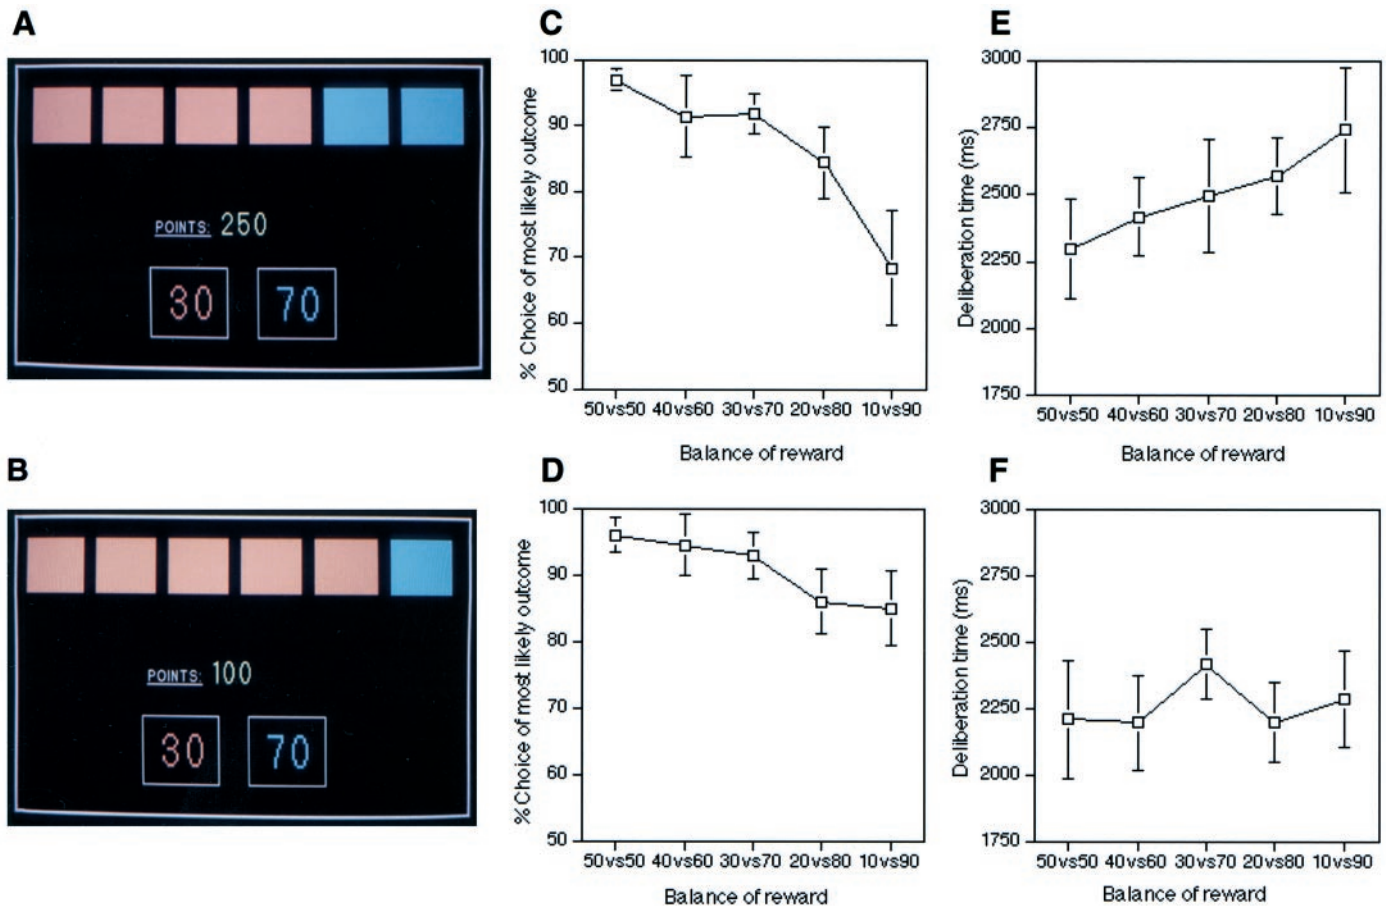 A
POINTS: 250
30 70
B
POINTS: 100
30 70
C
% Choice of most likely outcome
100
90
80
70
60
50
50vs50 40vs60 30vs70 20vs80 10vs90
Balance of reward
D
% Choice of most likely outcome
100
90
80
70
60
50
50vs50 40vs60 30vs70 20vs80 10vs90
Balance of reward
E
Deliberation time (ms)
3000
2750
2500
2250
2000
1750
50vs50 40vs60 30vs70 20vs80 10vs90
Balance of reward
F
Deliberation time (ms)
3000
2750
2500
2250
2000
1750
50vs50 40vs60 30vs70 20vs80 10vs90
Balance of reward